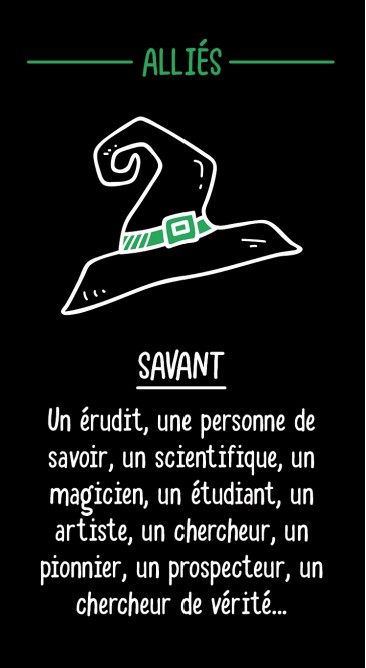 ALLIÉS
SAVANT
Un érudit, une personne de
savoir, un scientifique, un
magicien, un étudiant, un
artiste, un chercheur, un
pionnier, un prospecteur, un
chercheur de vérité...